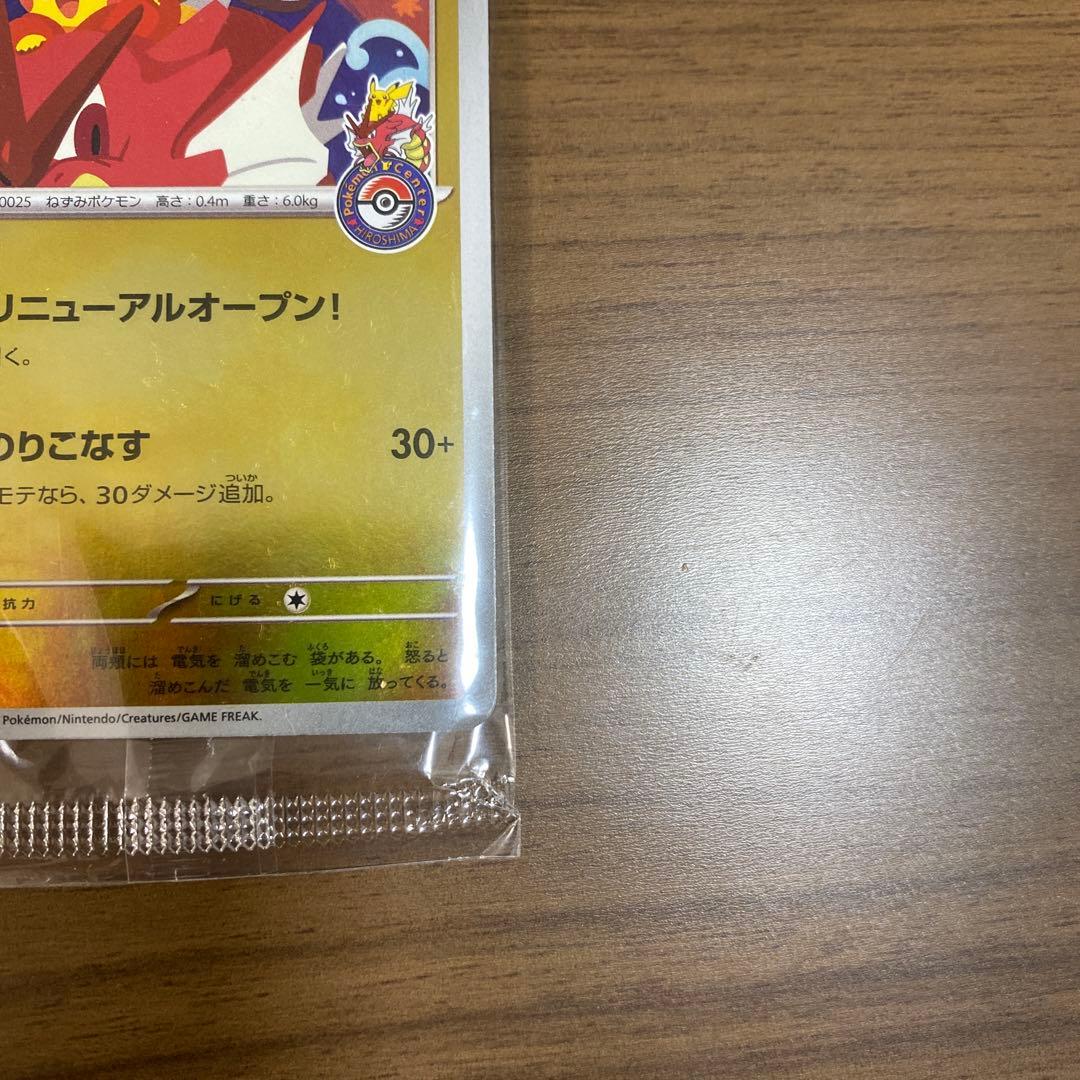 0025 ねずみポケモン 高さ：0.4m 重さ：6.0kg
Pokémon Center
HIROSHIMA
リニューアルオープン！
く。
のりこなす 30+
モテなら、30ダメージ追加。
ついか
抗力 にげる
両頬には 電気を 溜めこむ 袋がある。 怒ると
溜めこんだ 電気を 一気に 放ってくる。
Pokémon/Nintendo/Creatures/GAME FREAK.